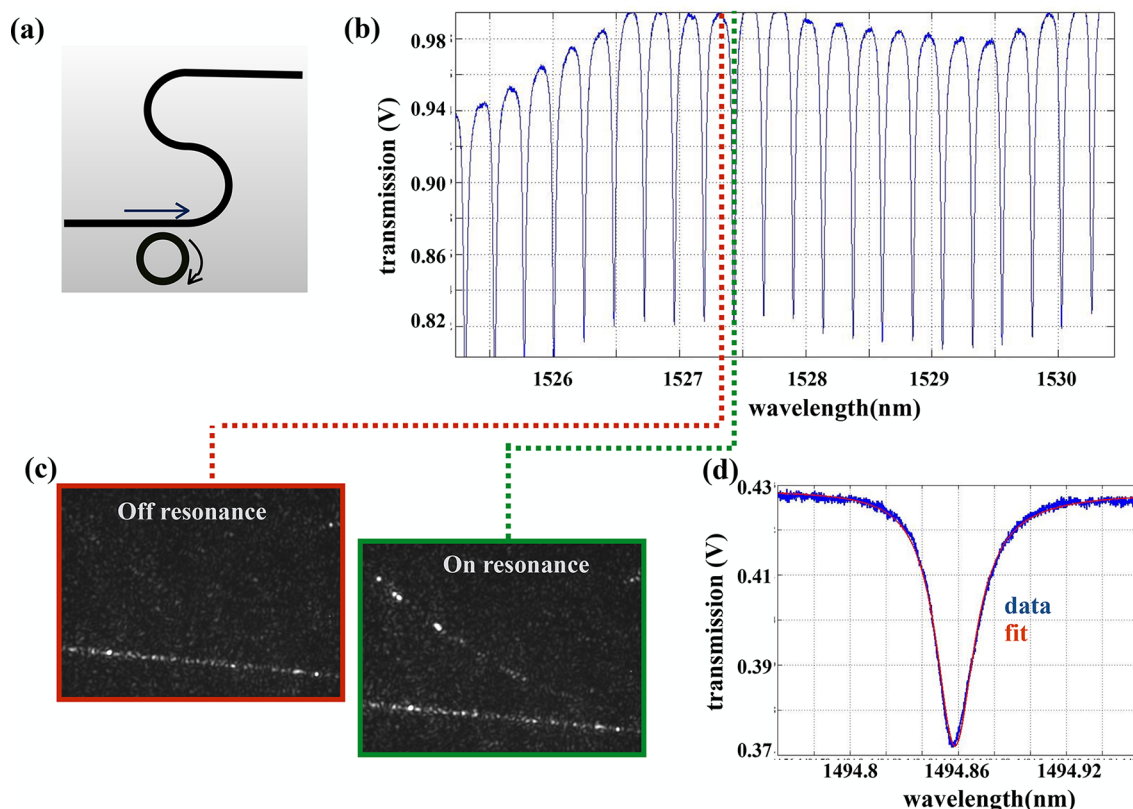 (a)
(b)
0.98
0.94
0.90
0.86
0.82
transmission (V)
1526
1527
1528
1529
1530
wavelength(nm)
(c)
Off resonance
On resonance
(d)
0.43
0.41
0.39
0.37
transmission (V)
data
fit
1494.8
1494.86
1494.92
wavelength(nm)